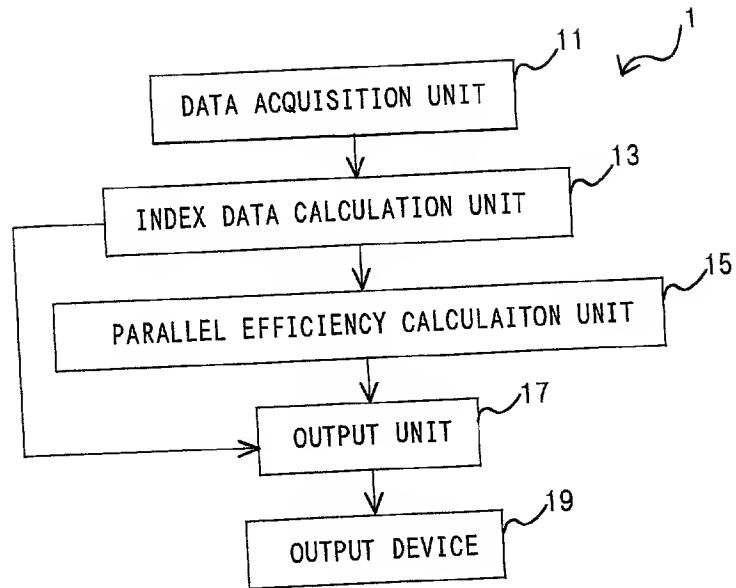 1
11
DATA ACQUISITION UNIT
13
INDEX DATA CALCULATION UNIT
15
PARALLEL EFFICIENCY CALCULAITON UNIT
17
OUTPUT UNIT
19
OUTPUT DEVICE